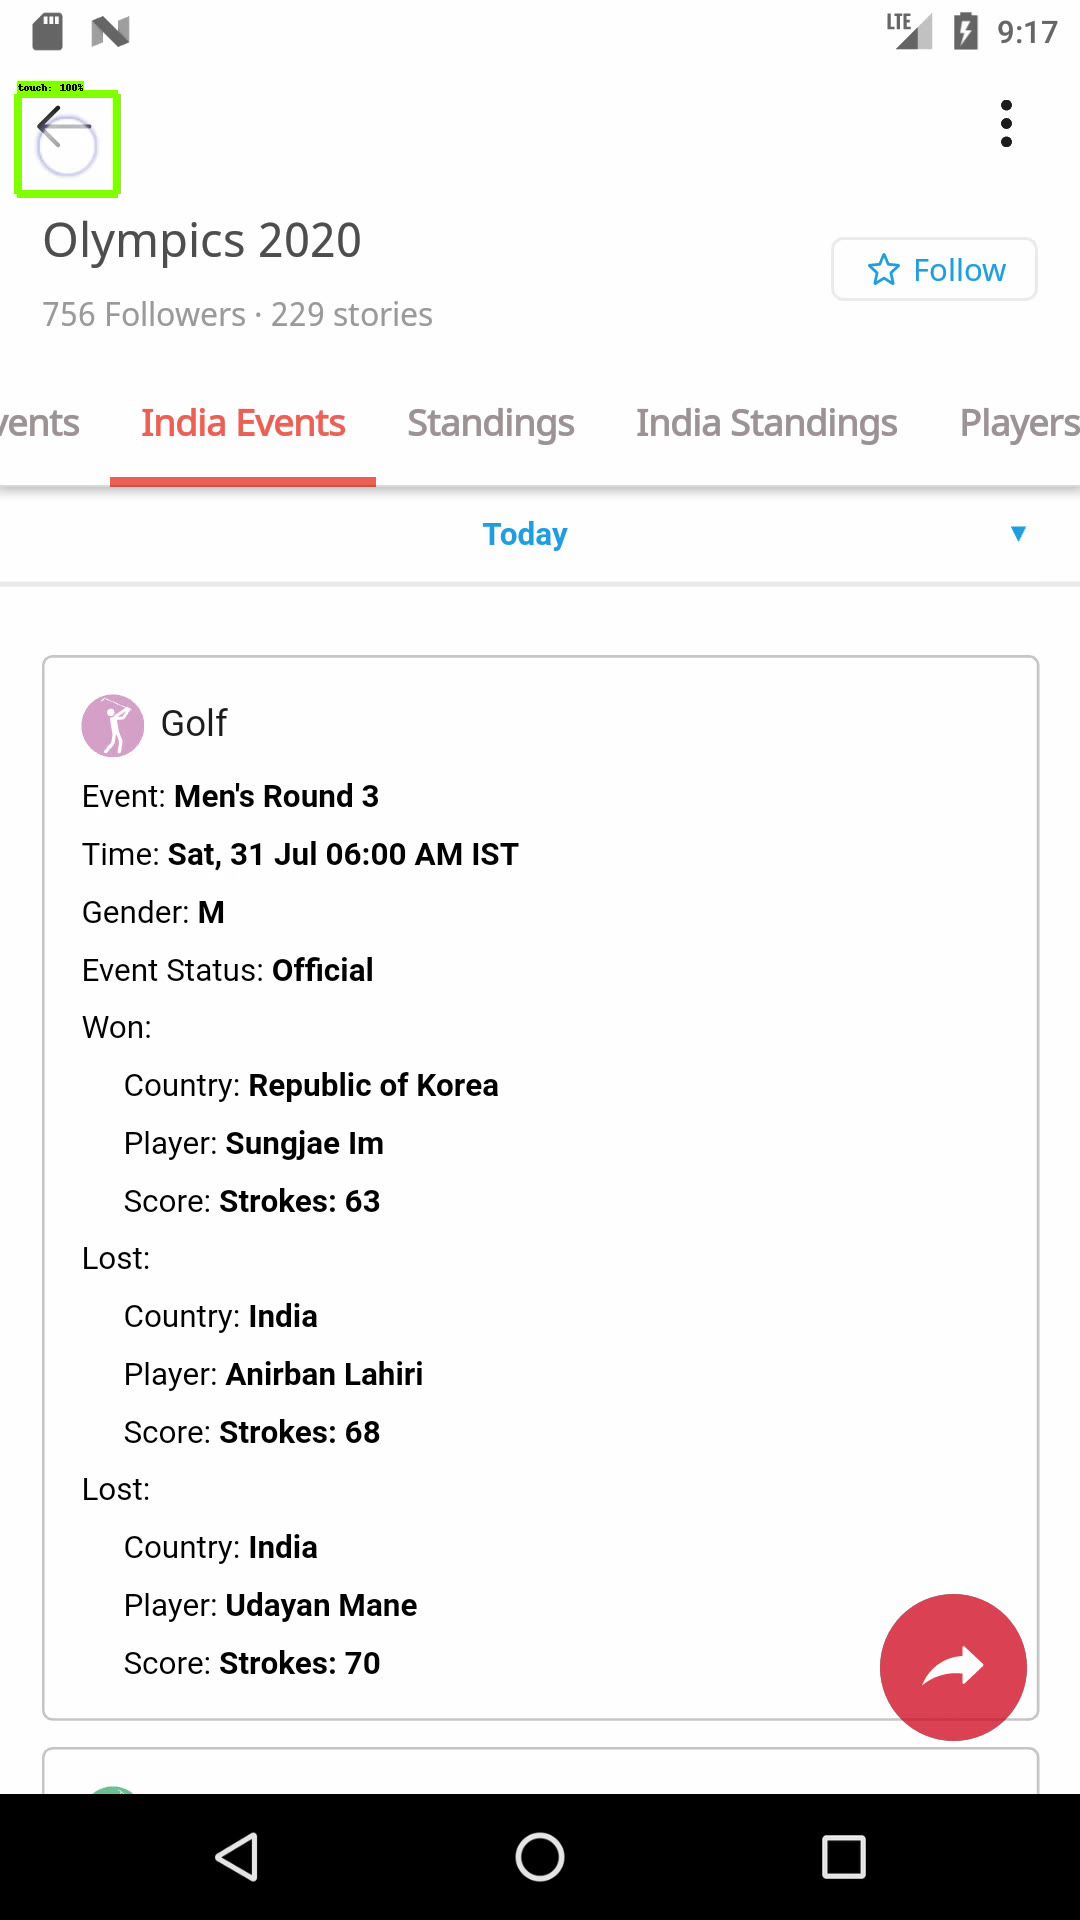 LTE 9:17
touch: 100%
Olympics 2020
Follow
756 Followers · 229 stories
vents India Events Standings India Standings Players
Today
Golf
Event: Men's Round 3
Time: Sat, 31 Jul 06:00 AM IST
Gender: M
Event Status: Official
Won:
Country: Republic of Korea
Player: Sungjae Im
Score: Strokes: 63
Lost:
Country: India
Player: Anirban Lahiri
Score: Strokes: 68
Lost:
Country: India
Player: Udayan Mane
Score: Strokes: 70